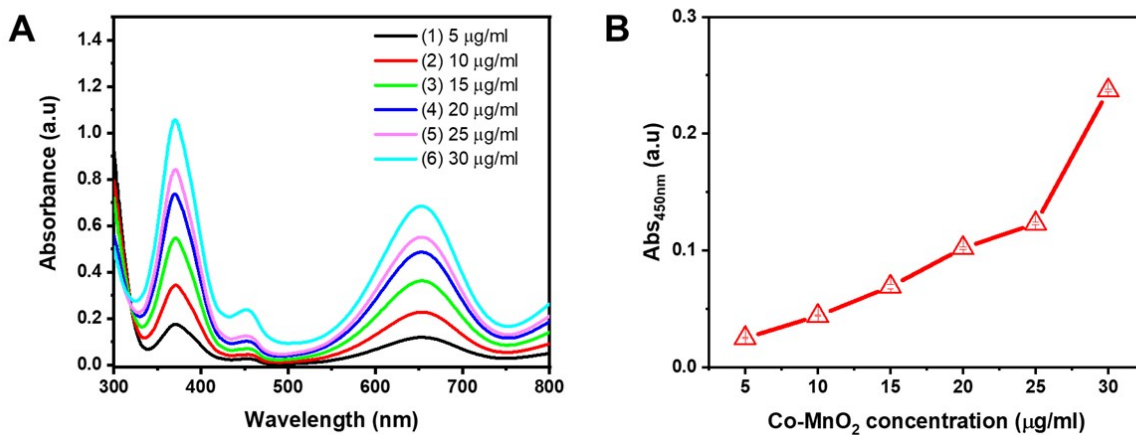 A
B
1.4
1.2
1.0
0.8
0.6
0.4
0.2
0.0
300
400
500
600
700
800
Absorbance (a.u)
Wavelength (nm)
(1) 5 μg/ml
(2) 10 μg/ml
(3) 15 μg/ml
(4) 20 μg/ml
(5) 25 μg/ml
(6) 30 μg/ml
0.3
0.2
0.1
0.0
5
10
15
20
25
30
Abs450nm (a.u)
Co-MnO2 concentration (μg/ml)